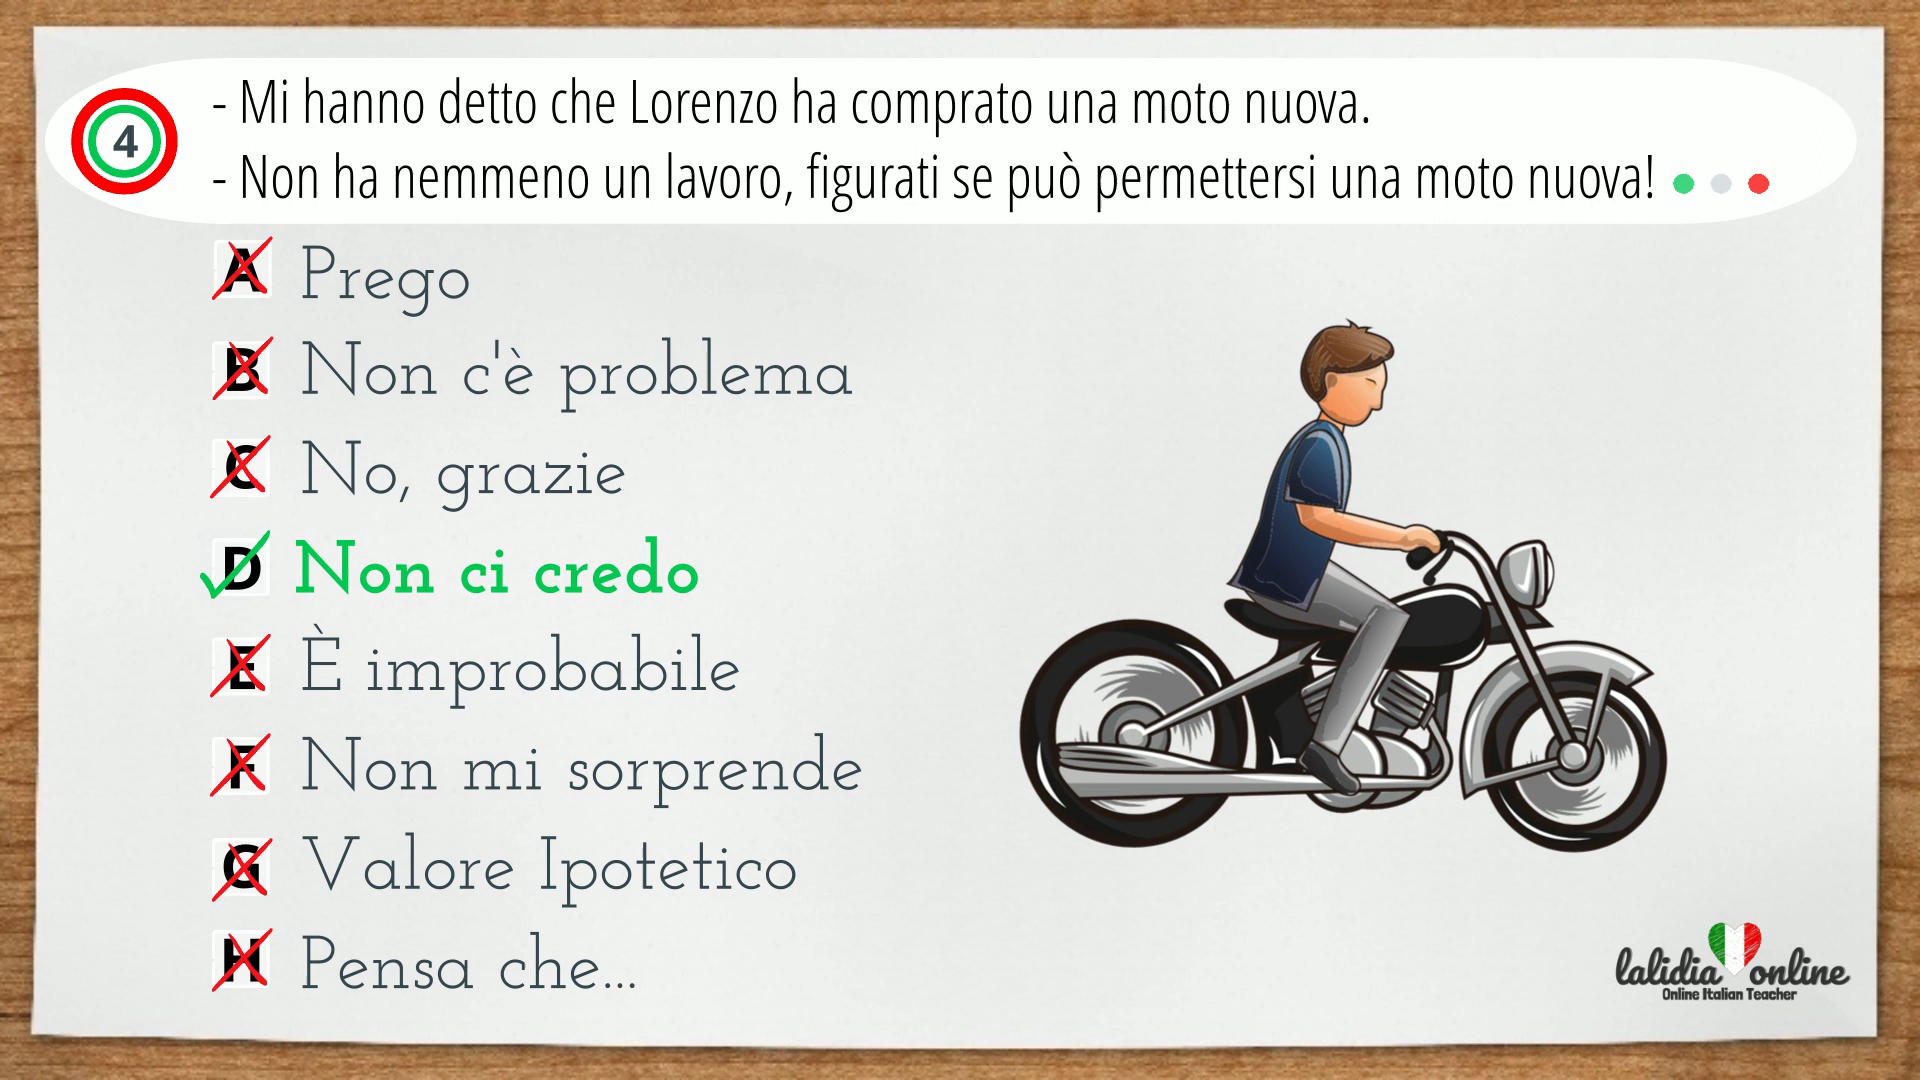 4
- Mi hanno detto che Lorenzo ha comprato una moto nuova.
- Non ha nemmeno un lavoro, figurati se può permettersi una moto nuova!
A Prego
B Non c'è problema
C No, grazie
D Non ci credo
E È improbabile
F Non mi sorprende
G Valore Ipotetico
H Pensa che...
lalidia online
Online Italian Teacher